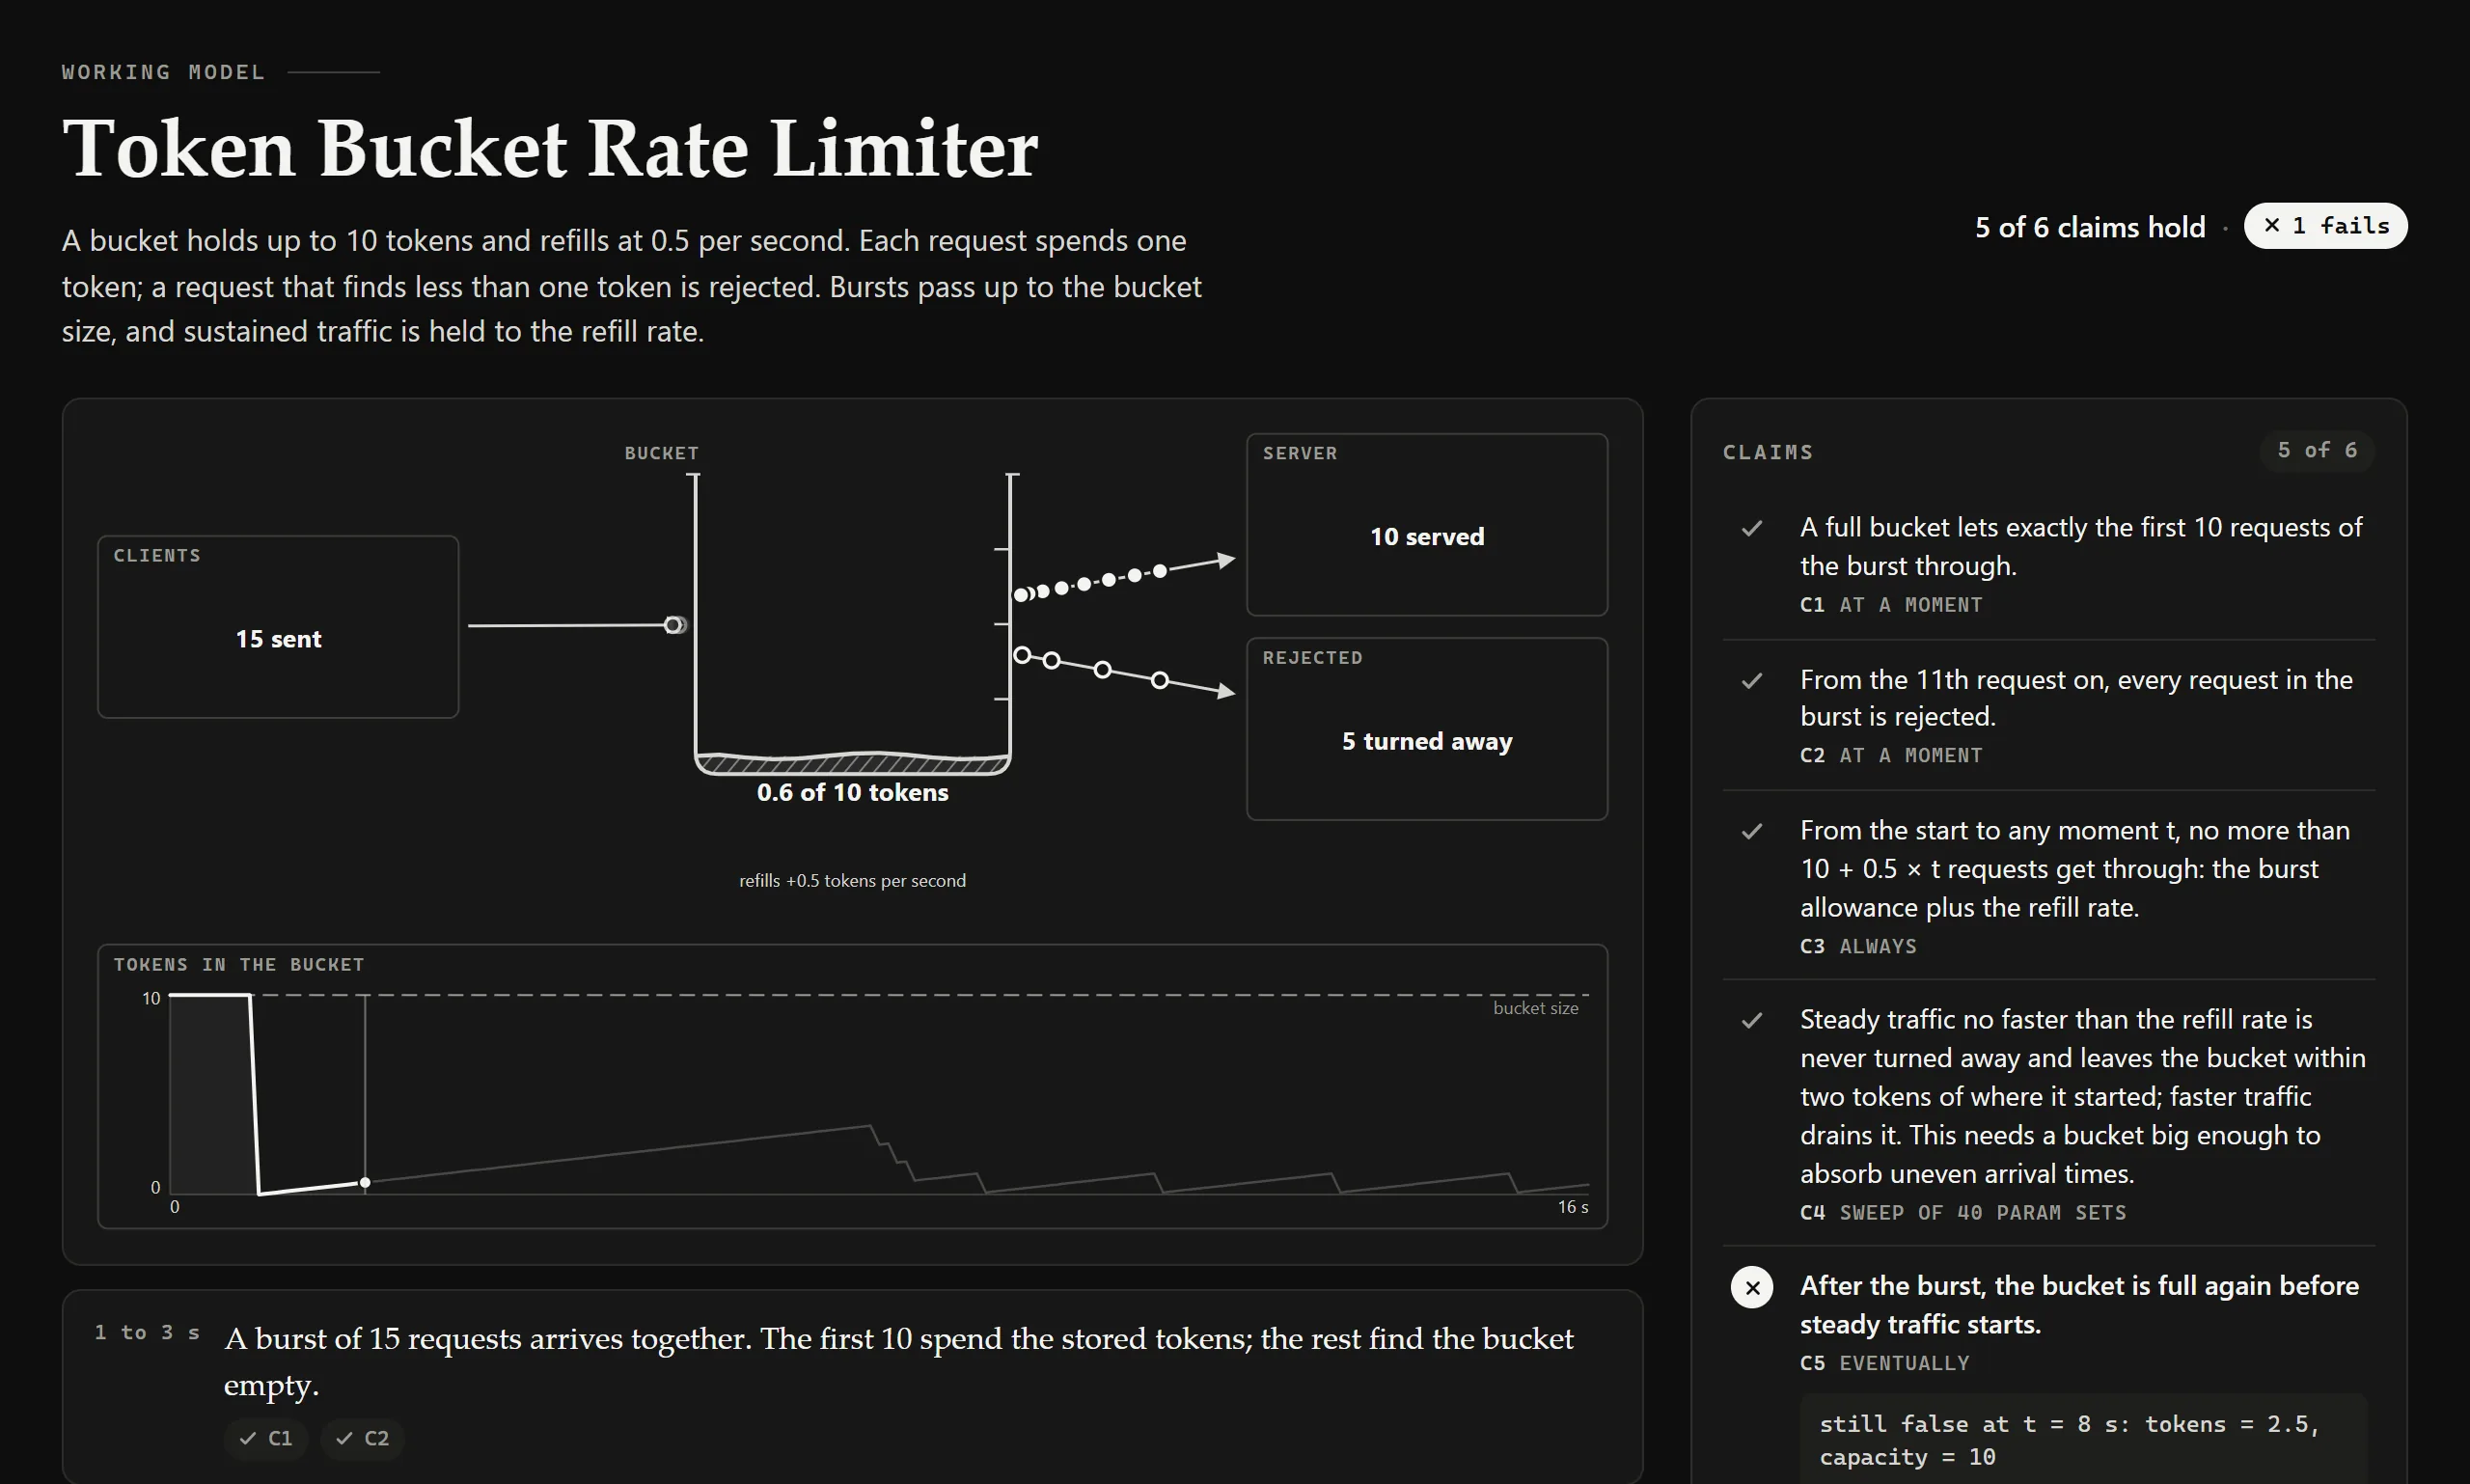 WORKING MODEL
Token Bucket Rate Limiter
A bucket holds up to 10 tokens and refills at 0.5 per second. Each request spends one
token; a request that finds less than one token is rejected. Bursts pass up to the bucket
size, and sustained traffic is held to the refill rate.
5 of 6 claims hold · × 1 fails
BUCKET
CLIENTS
15 sent
SERVER
10 served
REJECTED
5 turned away
0.6 of 10 tokens
refills +0.5 tokens per second
TOKENS IN THE BUCKET
10
bucket size
0
0
16 s
1 to 3 s
A burst of 15 requests arrives together. The first 10 spend the stored tokens; the rest find the bucket
empty.
✓ C1 ✓ C2
CLAIMS
5 of 6
✓ A full bucket lets exactly the first 10 requests of
the burst through.
C1 AT A MOMENT
✓ From the 11th request on, every request in the
burst is rejected.
C2 AT A MOMENT
✓ From the start to any moment t, no more than
10 + 0.5 × t requests get through: the burst
allowance plus the refill rate.
C3 ALWAYS
✓ Steady traffic no faster than the refill rate is
never turned away and leaves the bucket within
two tokens of where it started; faster traffic
drains it. This needs a bucket big enough to
absorb uneven arrival times.
C4 SWEEP OF 40 PARAM SETS
× After the burst, the bucket is full again before
steady traffic starts.
C5 EVENTUALLY
still false at t = 8 s: tokens = 2.5,
capacity = 10